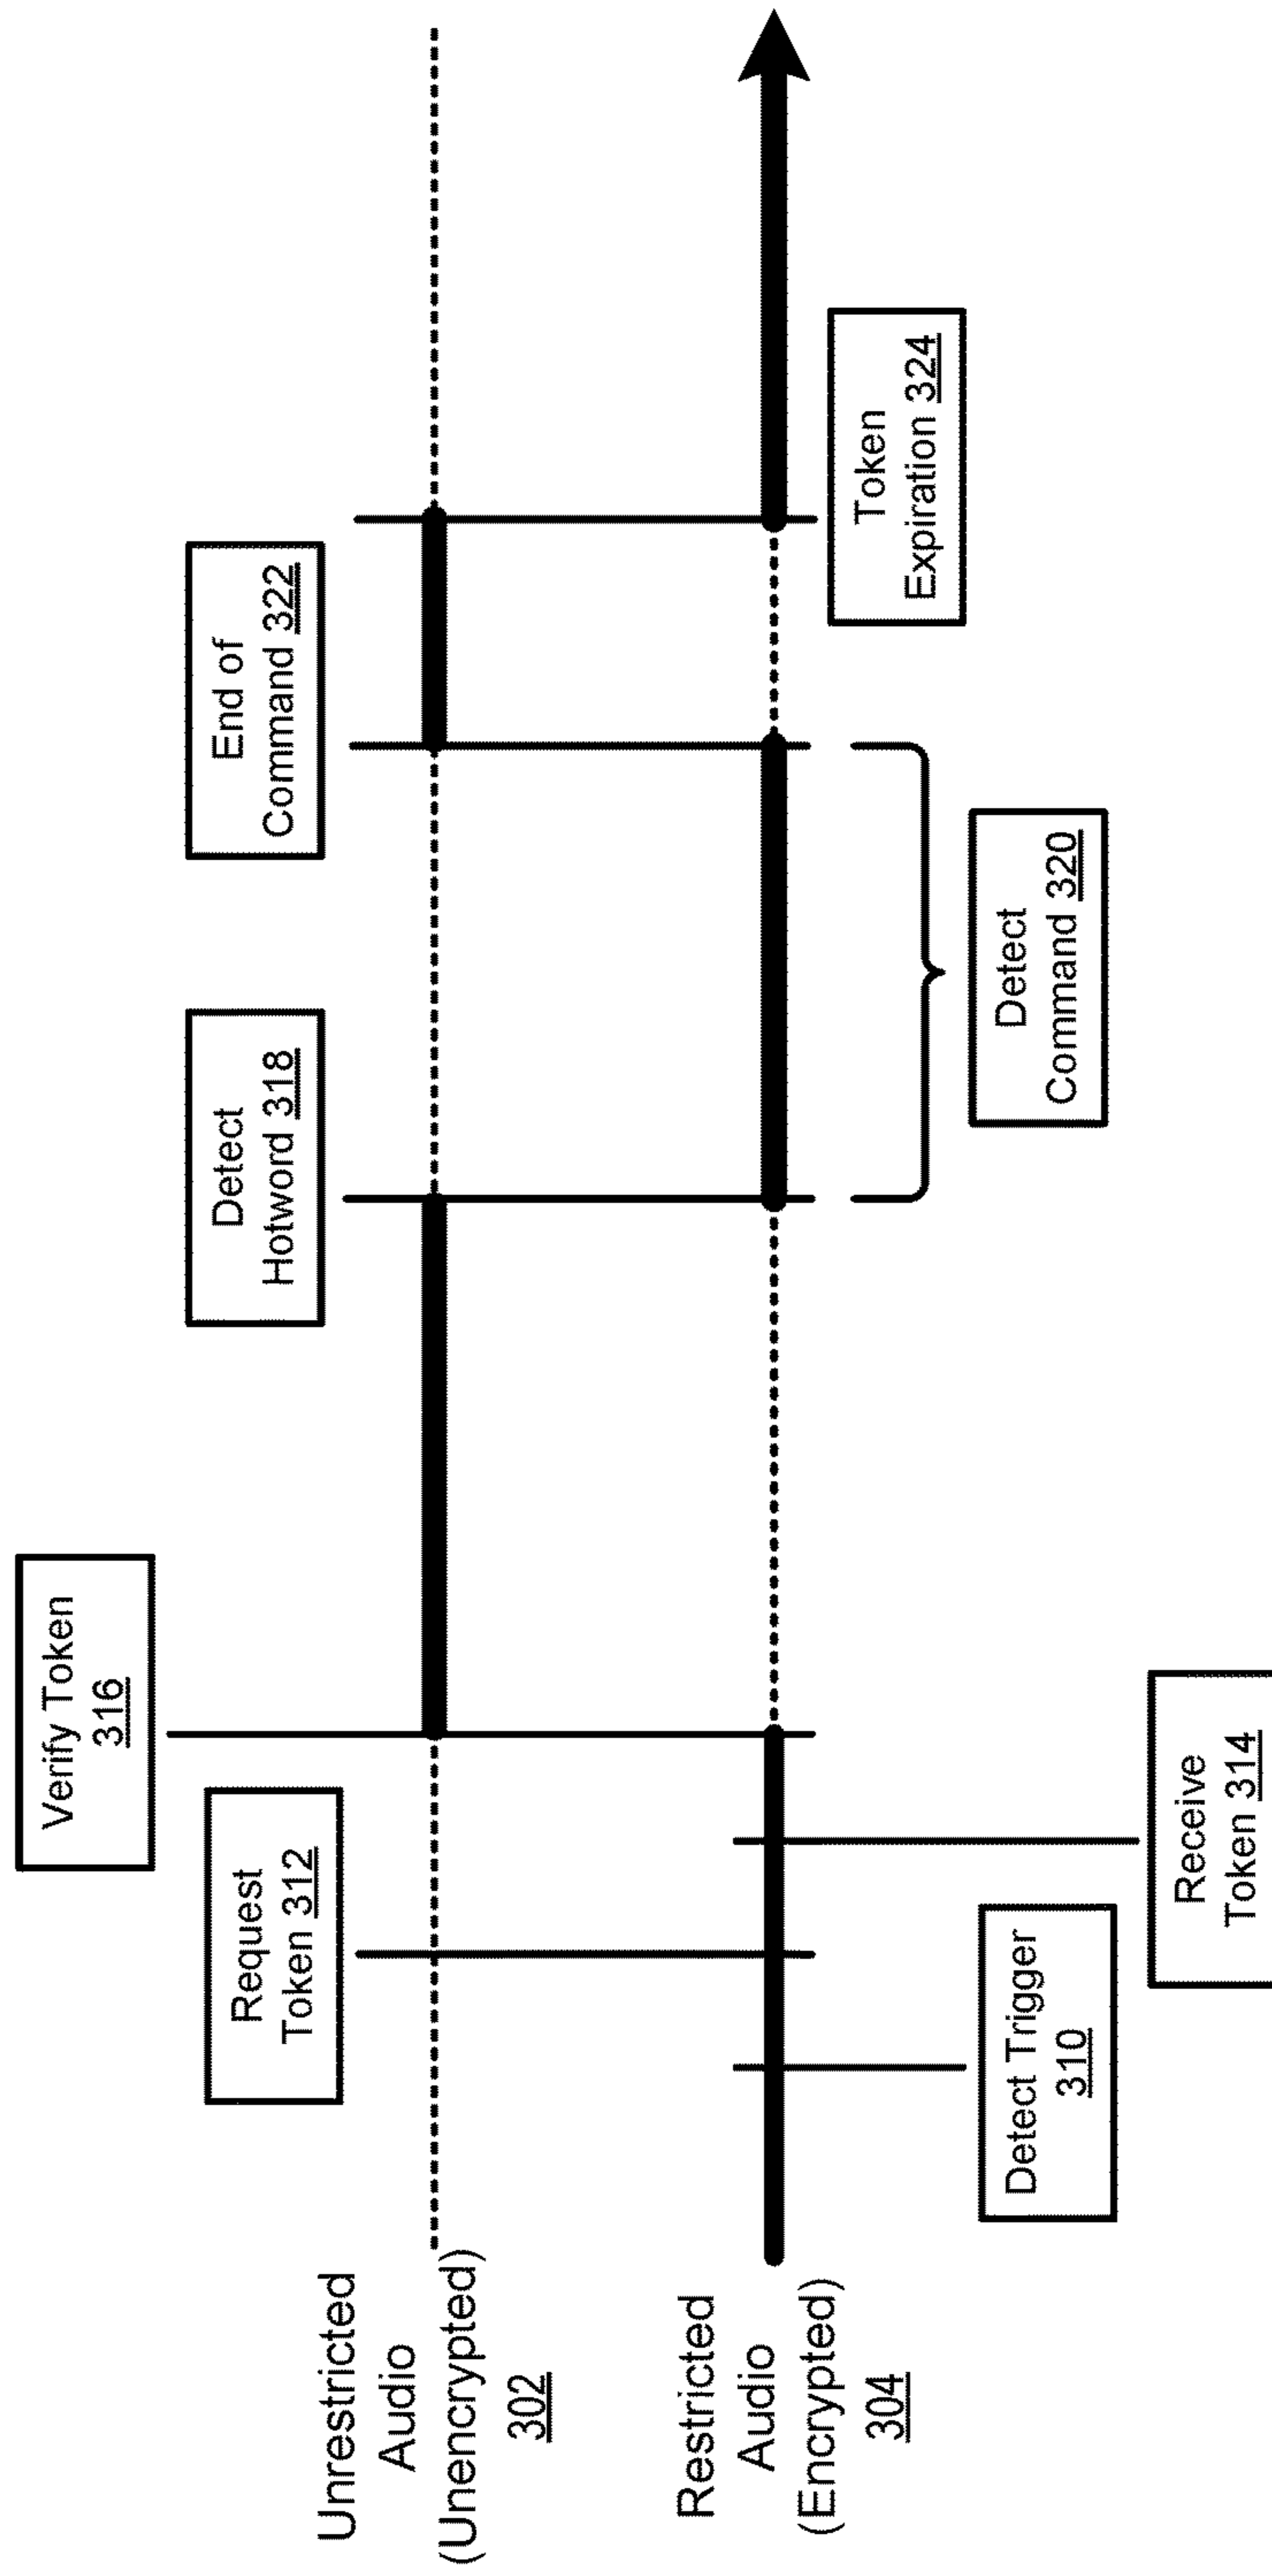 Verify Token
316
Request
Token 312
Detect
Hotword 318
End of
Command 322
Unrestricted
Audio
(Unencrypted)
302
Restricted
Audio
(Encrypted)
304
Detect Trigger
310
Receive
Token 314
Detect
Command 320
Token
Expiration 324